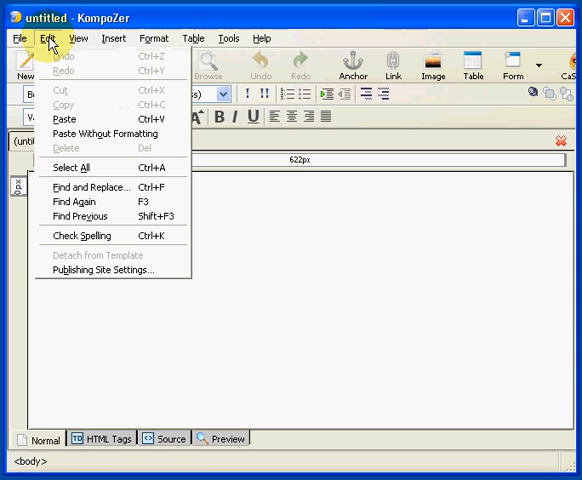 untitled - KompoZer
File Edit View Insert Format Table Tools Help
New Browse Undo Redo Anchor Link Image Table Form
622px
0px
Undo Ctrl+Z
Redo Ctrl+Y
Cut Ctrl+X
Copy Ctrl+C
Paste Ctrl+V
Paste Without Formatting
Delete Del
Select All Ctrl+A
Find and Replace... Ctrl+F
Find Again F3
Find Previous Shift+F3
Check Spelling Ctrl+K
Detach from Template
Publishing Site Settings...
Normal HTML Tags Source Preview
<body>